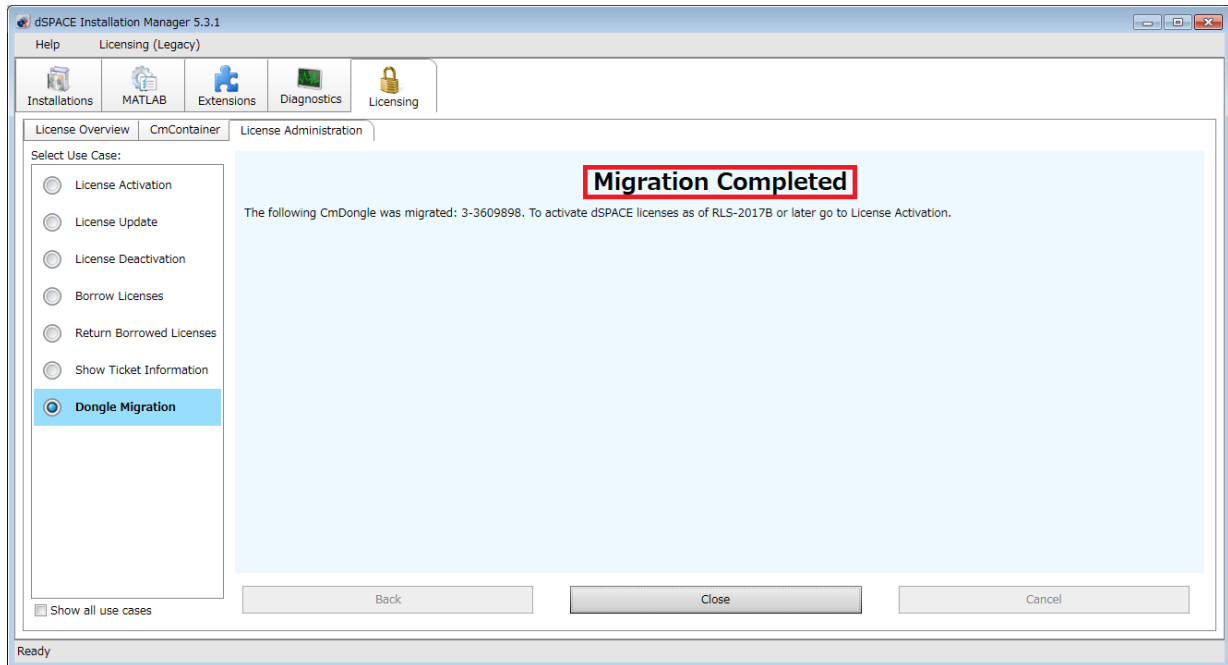 dSPACE Installation Manager 5.3.1
Help Licensing (Legacy)
Installations MATLAB Extensions Diagnostics Licensing
License Overview CmContainer License Administration
Select Use Case:
License Activation
License Update
License Deactivation
Borrow Licenses
Return Borrowed Licenses
Show Ticket Information
Dongle Migration
Show all use cases
Migration Completed
The following CmDongle was migrated: 3-3609898. To activate dSPACE licenses as of RLS-2017B or later go to License Activation.
Back Close Cancel
Ready